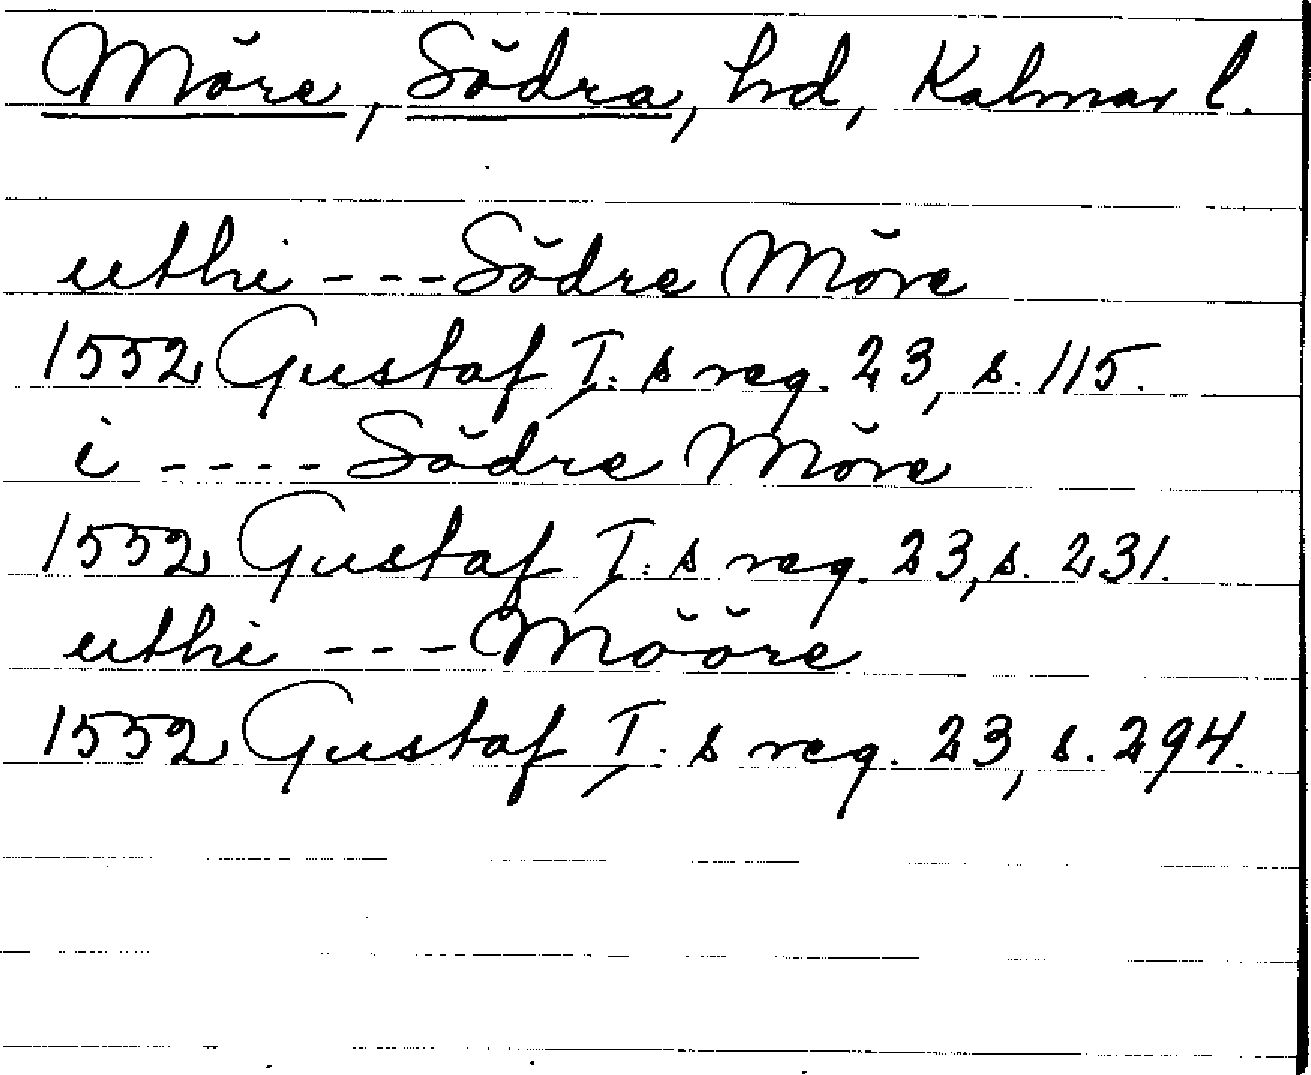 Möre, Södra, hd, Kalmar l.
uthi --- Södre Möre
1552 Gustaf I:s reg. 23, s. 115.
i ---- Södre Möre
1552 Gustaf I:s reg. 23, s. 231.
uthi --- Mööre
1552 Gustaf I:s reg. 23, s. 294.